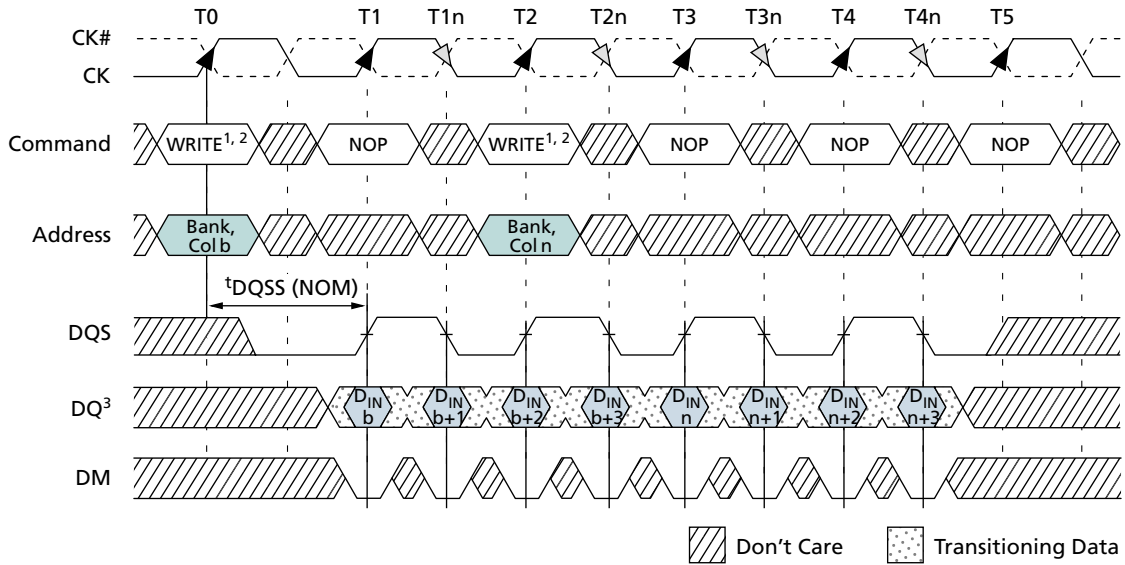 T0 T1 T1n T2 T2n T3 T3n T4 T4n T5
CK#
CK
Command WRITE1, 2 NOP WRITE1, 2 NOP NOP NOP
Address Bank, Col b Bank, Col n
tDQSS (NOM)
DQS
DQ3 DIN b DIN b+1 DIN b+2 DIN b+3 DIN n DIN n+1 DIN n+2 DIN n+3
DM
Don't Care Transitioning Data